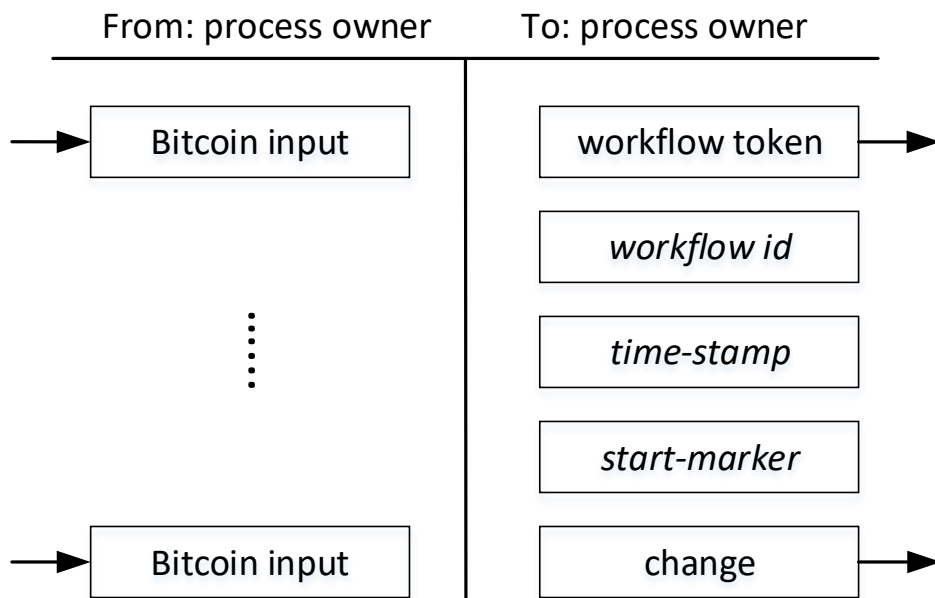 From: process owner
To: process owner
Bitcoin input
workflow token
workflow id
time-stamp
start-marker
Bitcoin input
change